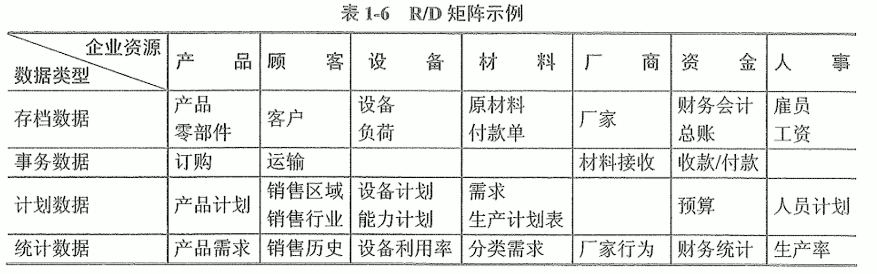 表 1-6 R/D 矩阵示例
企业资源
数据类型
产 品 顾 客 设 备 材 料 厂 商 资 金 人 事
存档数据 产品 零部件 客户 设备 负荷 原材料 付款单 厂家 财务会计 总账 雇员 工资
事务数据 订购 运输 材料接收 收款/付款
计划数据 产品计划 销售区域 销售行业 设备计划 能力计划 需求 生产计划表 预算 人员计划
统计数据 产品需求 销售历史 设备利用率 分类需求 厂家行为 财务统计 生产率